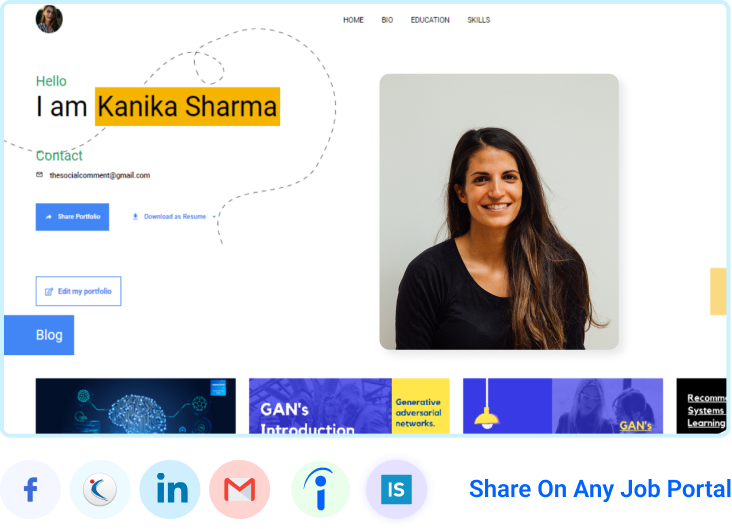 HOME BIO EDUCATION SKILLS
Hello
I am Kanika Sharma
Contact
thesocialcomment@gmail.com
Share Portfolio Download as Resume
Edit my portfolio
Blog
GAN's
Introduction
Generative
adversarial
networks.
GAN's
Recomm
Systems
Learning
f in M i IS
Share On Any Job Portal